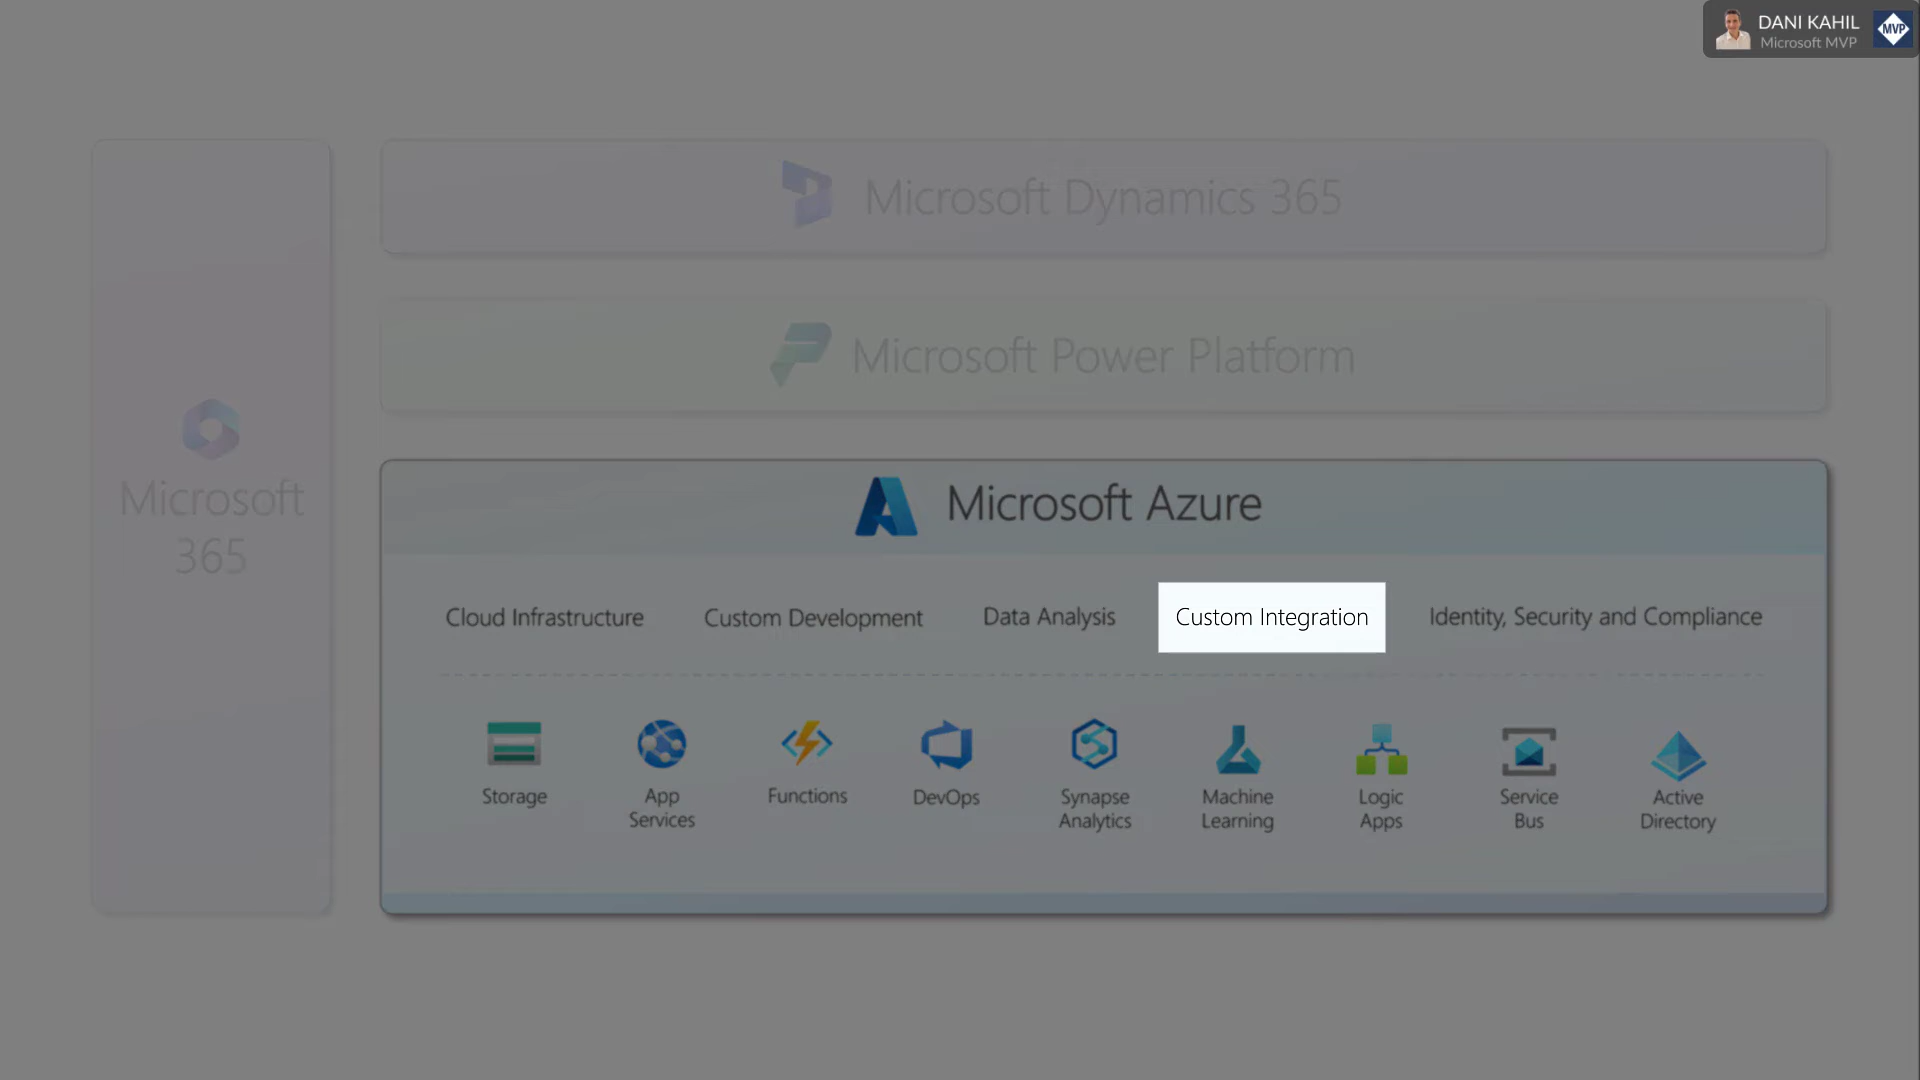 DANI KAHIL
Microsoft MVP
MVP
Microsoft Dynamics 365
Microsoft Power Platform
Microsoft
365
Microsoft Azure
Cloud Infrastructure
Custom Development
Data Analysis
Custom Integration
Identity, Security and Compliance
Storage
App
Services
Functions
DevOps
Synapse
Analytics
Machine
Learning
Logic
Apps
Service
Bus
Active
Directory